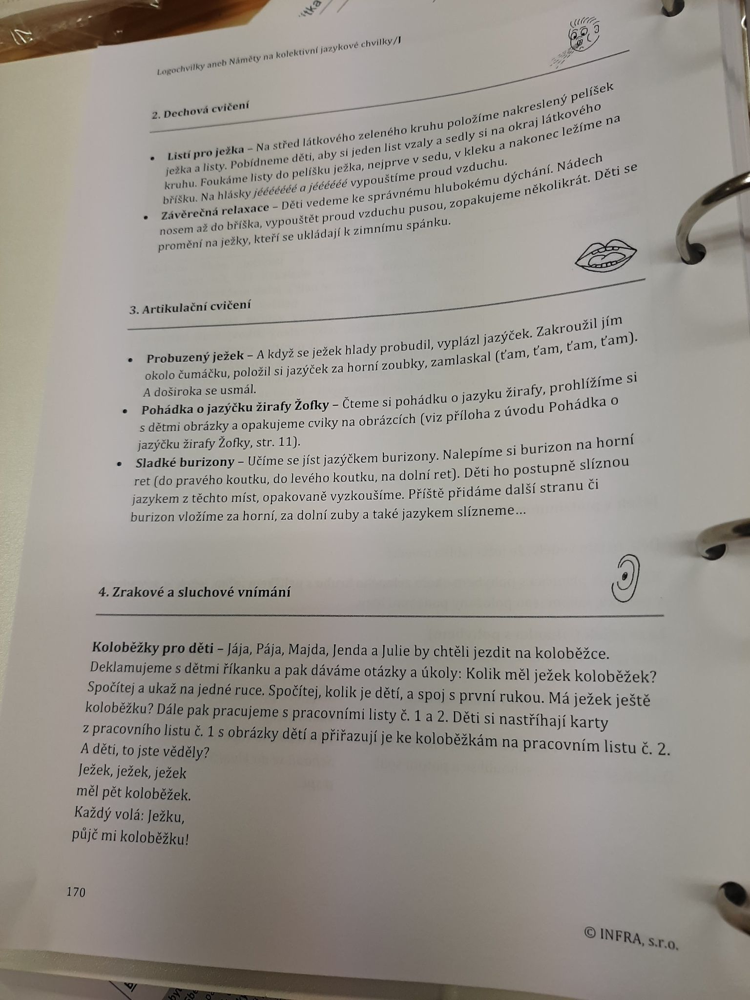 ítka
Logochvilky aneb Náměty na kolektivní jazykové chvilky/J
2. Dechová cvičení
• Listí pro ježka – Na střed látkového zeleného kruhu položíme nakreslený pelíšek
ježka a listy. Pobídneme děti, aby si jeden list vzaly a sedly si na okraj látkového
kruhu. Foukáme listy do pelíšku ježka, nejprve v sedu, v kleku a nakonec ležíme na
bříšku. Na hlásky jééééééé a jéééééé vypouštíme proud vzduchu.
• Závěrečná relaxace – Děti vedeme ke správnému hlubokému dýchání. Nádech
nosem až do bříška, vypouštět proud vzduchu pusou, zopakujeme několikrát. Děti se
promění na ježky, kteří se ukládají k zimnímu spánku.
3. Artikulační cvičení
• Probuzený ježek – A když se ježek hlady probudil, vyplázl jazýček. Zakroužil jím
okolo čumáčku, položil si jazýček za horní zoubky, zamlaskal (ťam, ťam, ťam, ťam).
A doširoka se usmál.
• Pohádka o jazýčku žirafy Žofky – Čteme si pohádku o jazyku žirafy, prohlížíme si
s dětmi obrázky a opakujeme cviky na obrázcích (viz příloha z úvodu Pohádka o
jazýčku žirafy Žofky, str. 11).
• Sladké burizony – Učíme se jíst jazýčkem burizony. Nalepíme si burizon na horní
ret (do pravého koutku, do levého koutku, na dolní ret). Děti ho postupně slíznou
jazykem z těchto míst, opakovaně vyzkoušíme. Příště přidáme další stranu či
burizon vložíme za horní, za dolní zuby a také jazykem slízneme...
4. Zrakové a sluchové vnímání
Koloběžky pro děti – Jája, Pája, Majda, Jenda a Julie by chtěli jezdit na koloběžce.
Deklamujeme s dětmi říkanku a pak dáváme otázky a úkoly: Kolik měl ježek koloběžek?
Spočítej a ukaž na jedné ruce. Spočítej, kolik je dětí, a spoj s první rukou. Má ježek ještě
koloběžku? Dále pak pracujeme s pracovními listy č. 1 a 2. Děti si nastříhají karty
z pracovního listu č. 1 s obrázky dětí a přiřazují je ke koloběžkám na pracovním listu č. 2.
A děti, to jste věděly?
Ježek, ježek, ježek
měl pět koloběžek.
Každý volá: Ježku,
půjč mi koloběžku!
170
© INFRA, s.r.o.